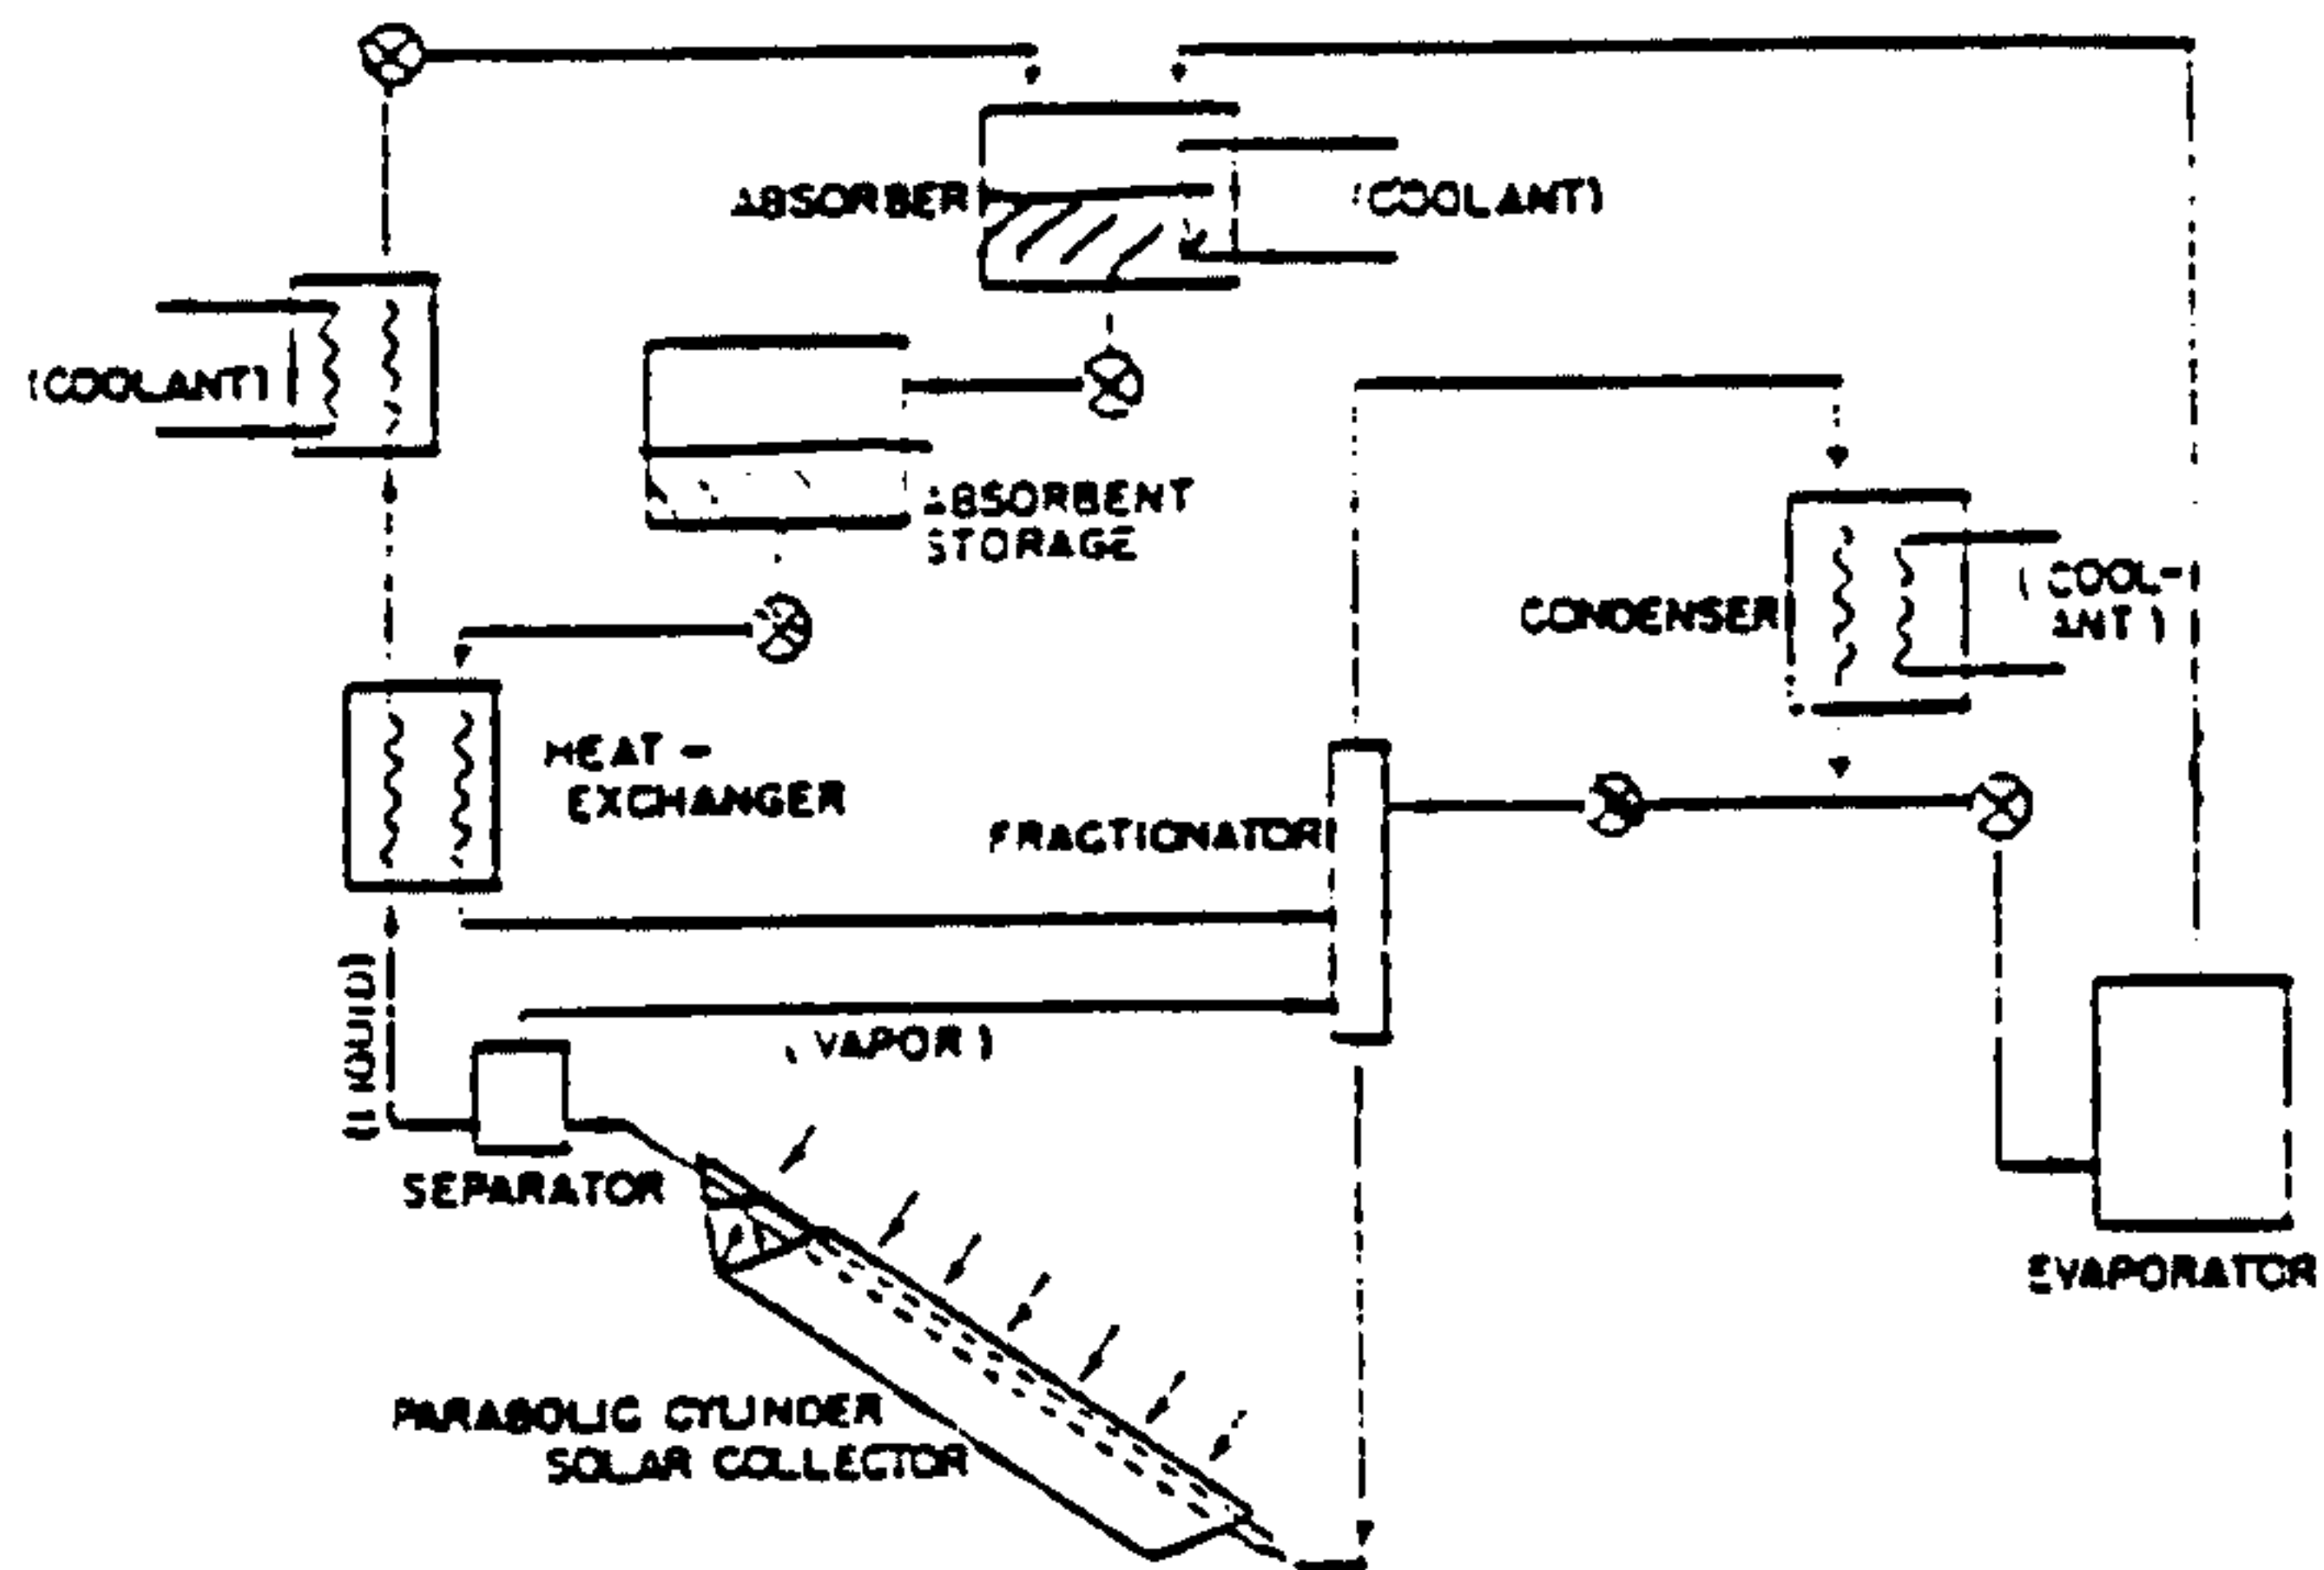 ABSORBER
(COOLANT)
(COOLANT)
ABSORBENT
STORAGE
CONDENSER
(COOL-
ANT)
HEAT-
EXCHANGER
FRACTIONATOR
(LIQUID)
(VAPOR)
SEPARATOR
EVAPORATOR
PARABOLIC CYLINDER
SOLAR COLLECTOR